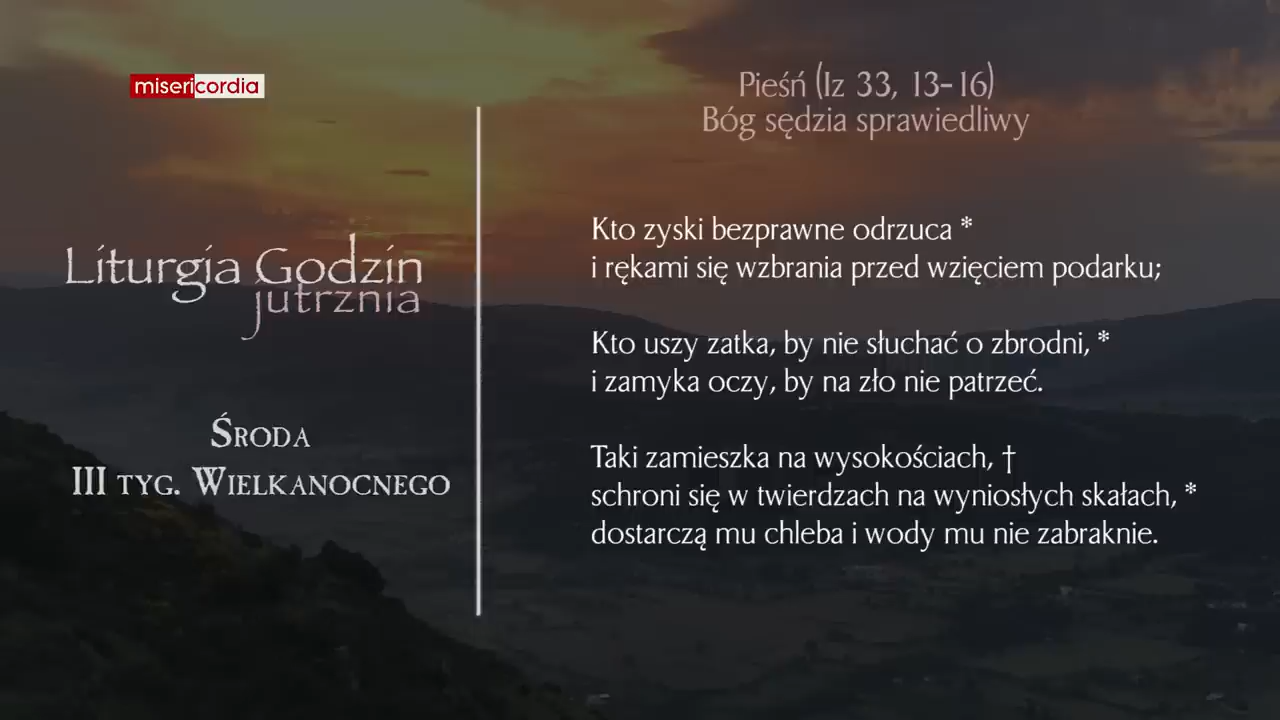 misericordia
Liturgia Godzin
jutrznia
Środa
III tyg. Wielkanocnego
Pieśń (Iz 33, 13-16)
Bóg sędzia sprawiedliwy
Kto zyski bezprawne odrzuca *
i rękami się wzbrania przed wzięciem podarku;
Kto uszy zatka, by nie słuchać o zbrodni, *
i zamyka oczy, by na zło nie patrzeć.
Taki zamieszka na wysokościach, †
schroni się w twierdzach na wyniosłych skałach, *
dostarczą mu chleba i wody mu nie zabraknie.